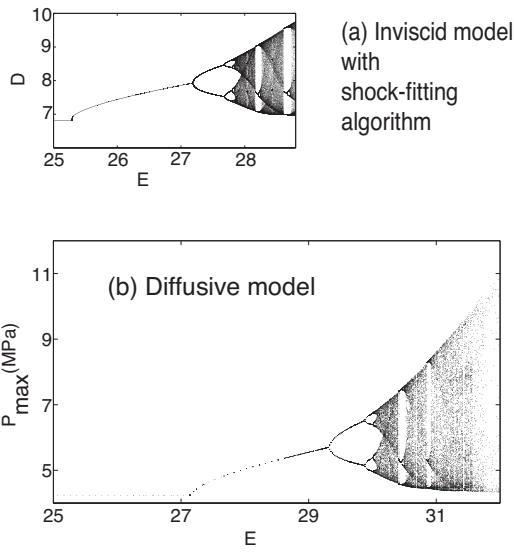 10
9
8
7
D
25 26 27 28
E
(a) Inviscid model
with
shock-fitting
algorithm
(b) Diffusive model
11
9
7
5
P max (MPa)
25 27 29 31
E